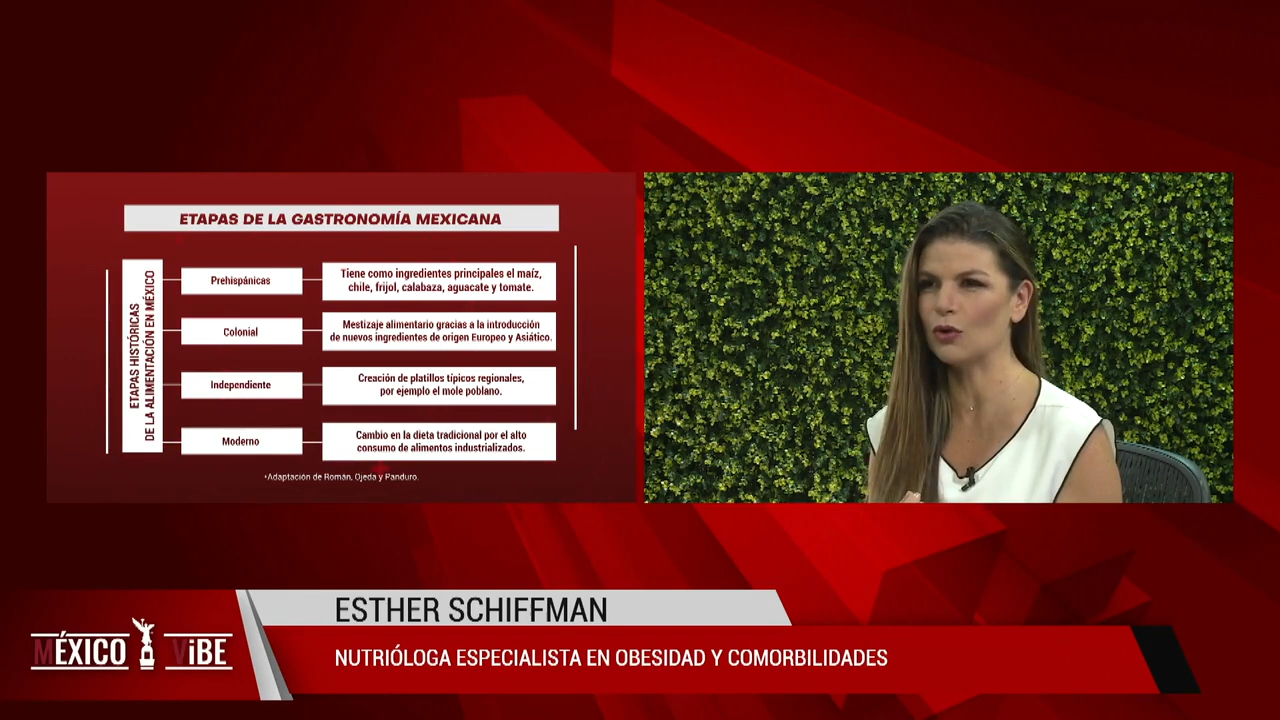 ETAPAS DE LA GASTRONOMÍA MEXICANA
ETAPAS HISTÓRICAS
DE LA ALIMENTACIÓN EN MÉXICO
Prehispánicas
Tiene como ingredientes principales el maíz,
chile, frijol, calabaza, aguacate y tomate.
Colonial
Mestizaje alimentario gracias a la introducción
de nuevos ingredientes de origen Europeo y Asiático.
Independiente
Creación de platillos típicos regionales,
por ejemplo el mole poblano.
Moderno
Cambio en la dieta tradicional por el alto
consumo de alimentos industrializados.
*Adaptación de Román, Ojeda y Panduro.
ESTHER SCHIFFMAN
NUTRIÓLOGA ESPECIALISTA EN OBESIDAD Y COMORBILIDADES
MÉXICO ViBE